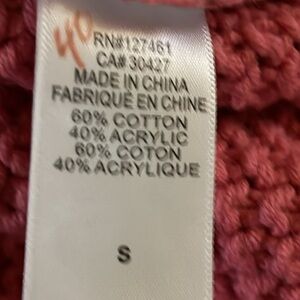 40
RN#127461
CA# 30427
MADE IN CHINA
FABRIQUÉ EN CHINE
60% COTTON
40% ACRYLIC
60% COTON
40% ACRYLIQUE
S